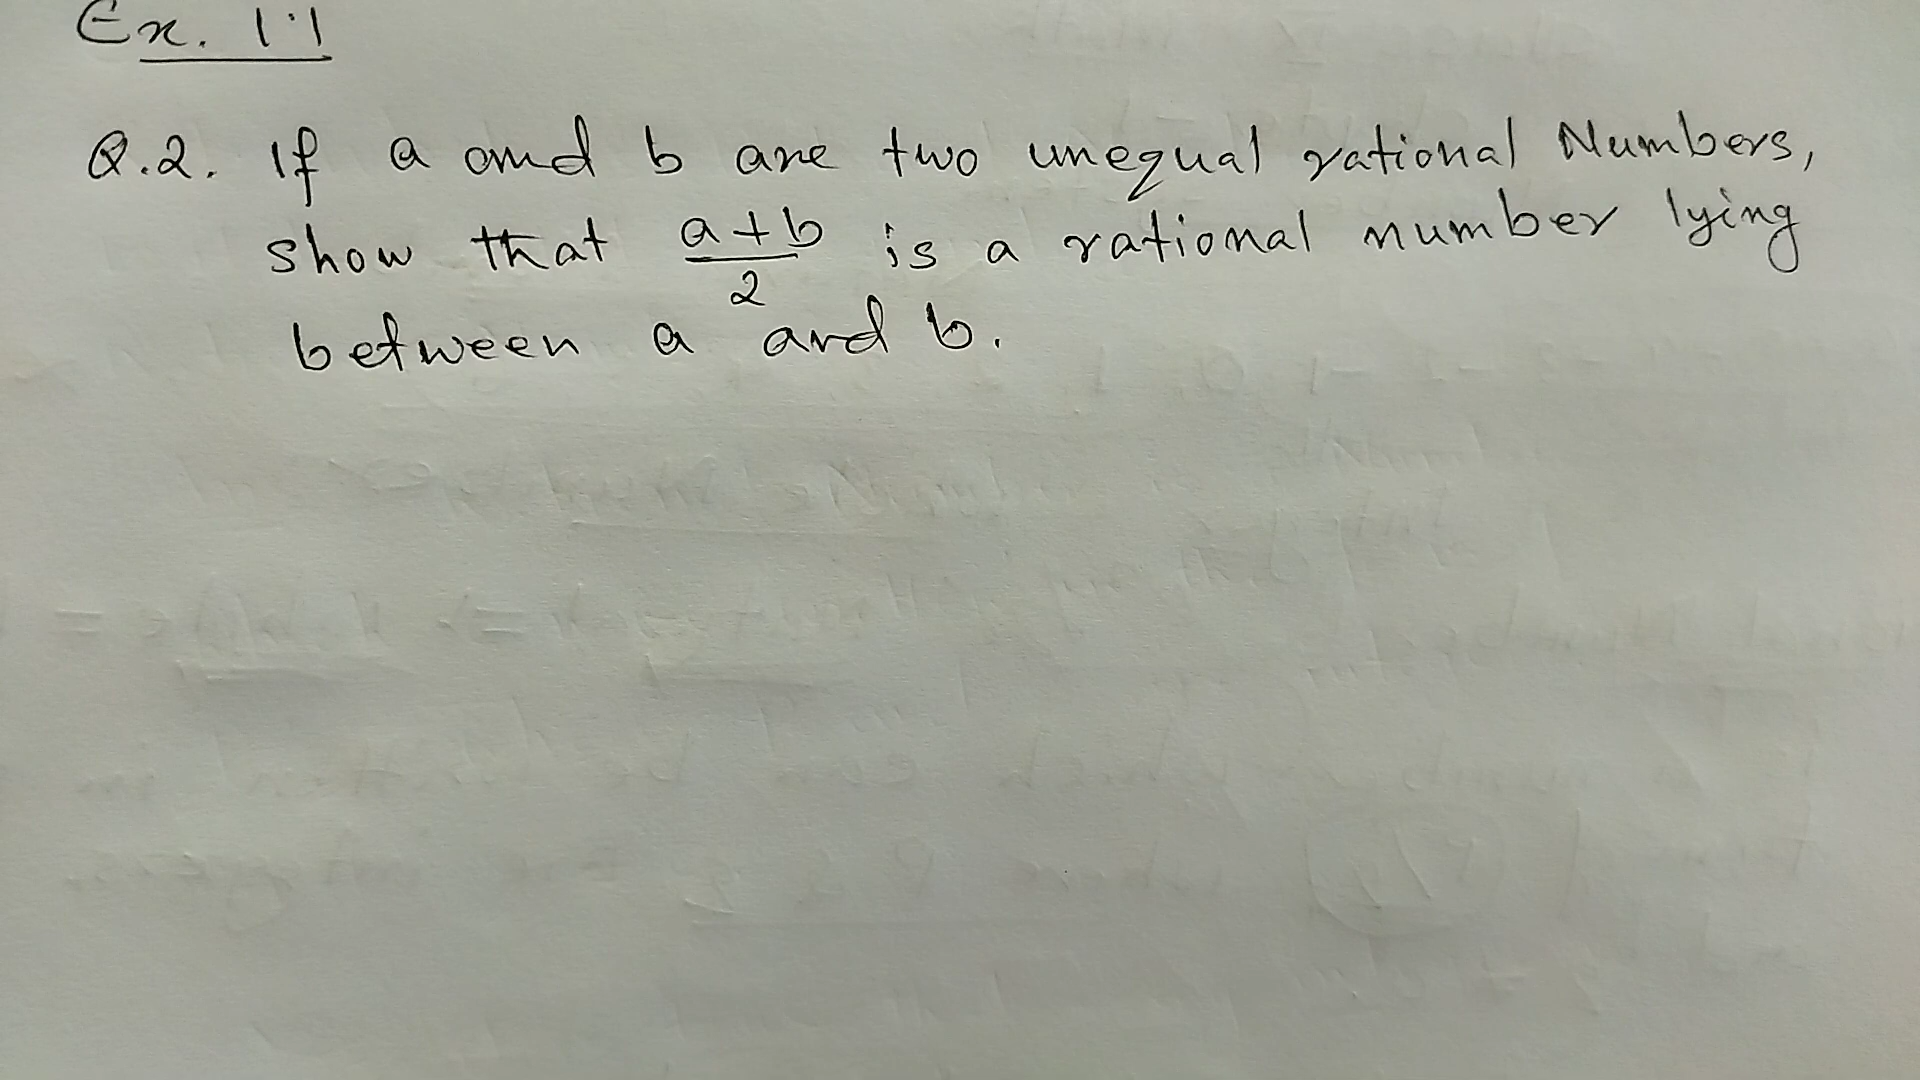 Ex. 1.1
Q.2. If a and b are two unequal rational Numbers,
show that a+b/2 is a rational number lying
between a and b.